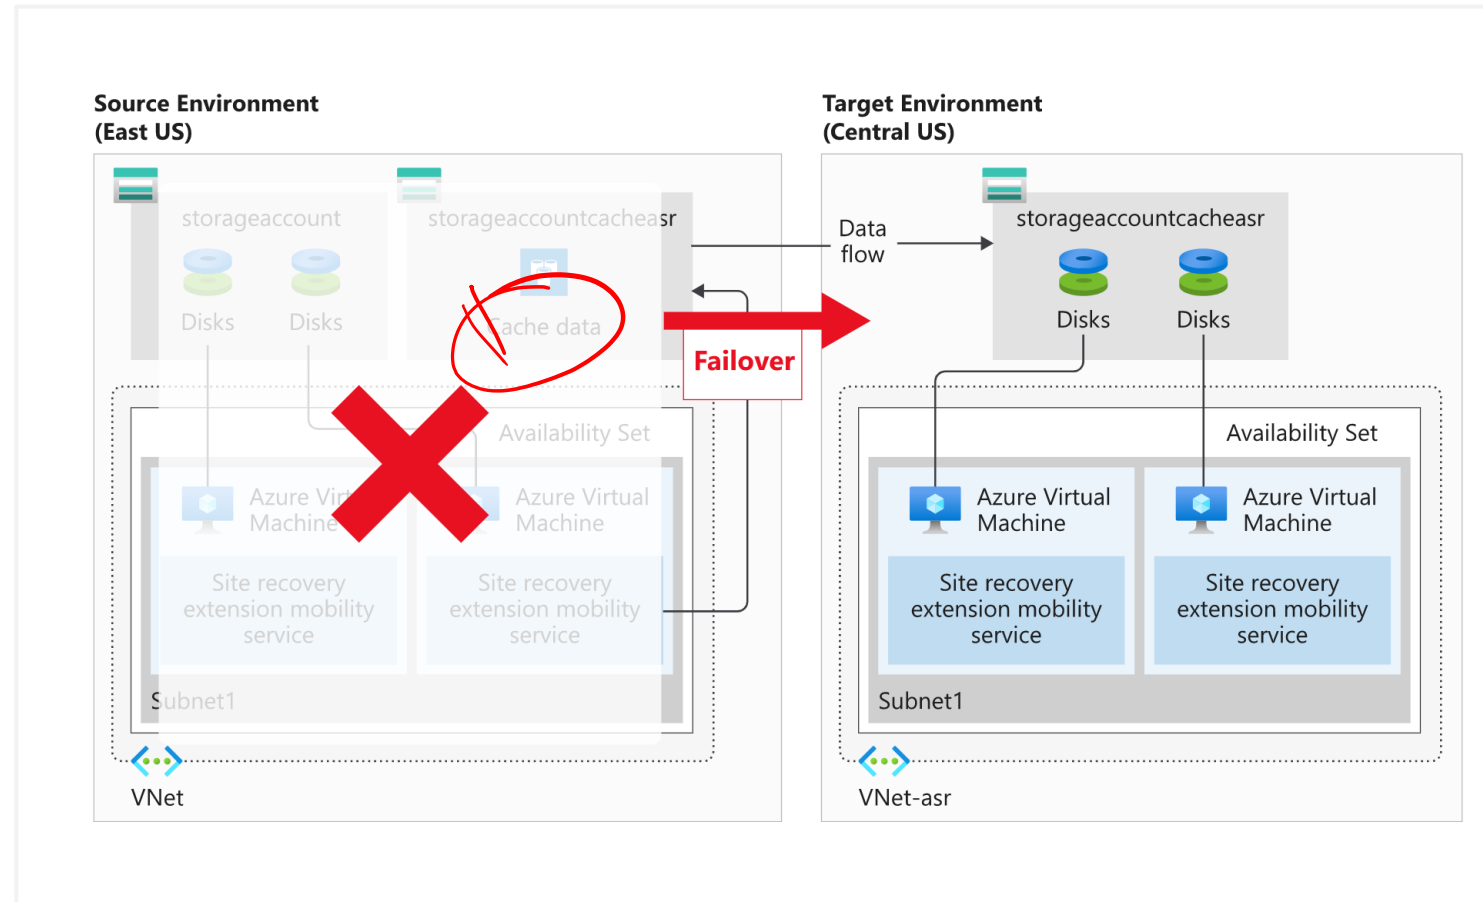 Source Environment
(East US)
Target Environment
(Central US)
storageaccount
storageaccountcacheasr
Disks
Disks
Cache data
Data
flow
Failover
storageaccountcacheasr
Disks
Disks
Availability Set
Azure Virtual
Machine
Azure Virtual
Machine
Site recovery
extension mobility
service
Site recovery
extension mobility
service
Subnet1
VNet
Availability Set
Azure Virtual
Machine
Azure Virtual
Machine
Site recovery
extension mobility
service
Site recovery
extension mobility
service
Subnet1
VNet-asr